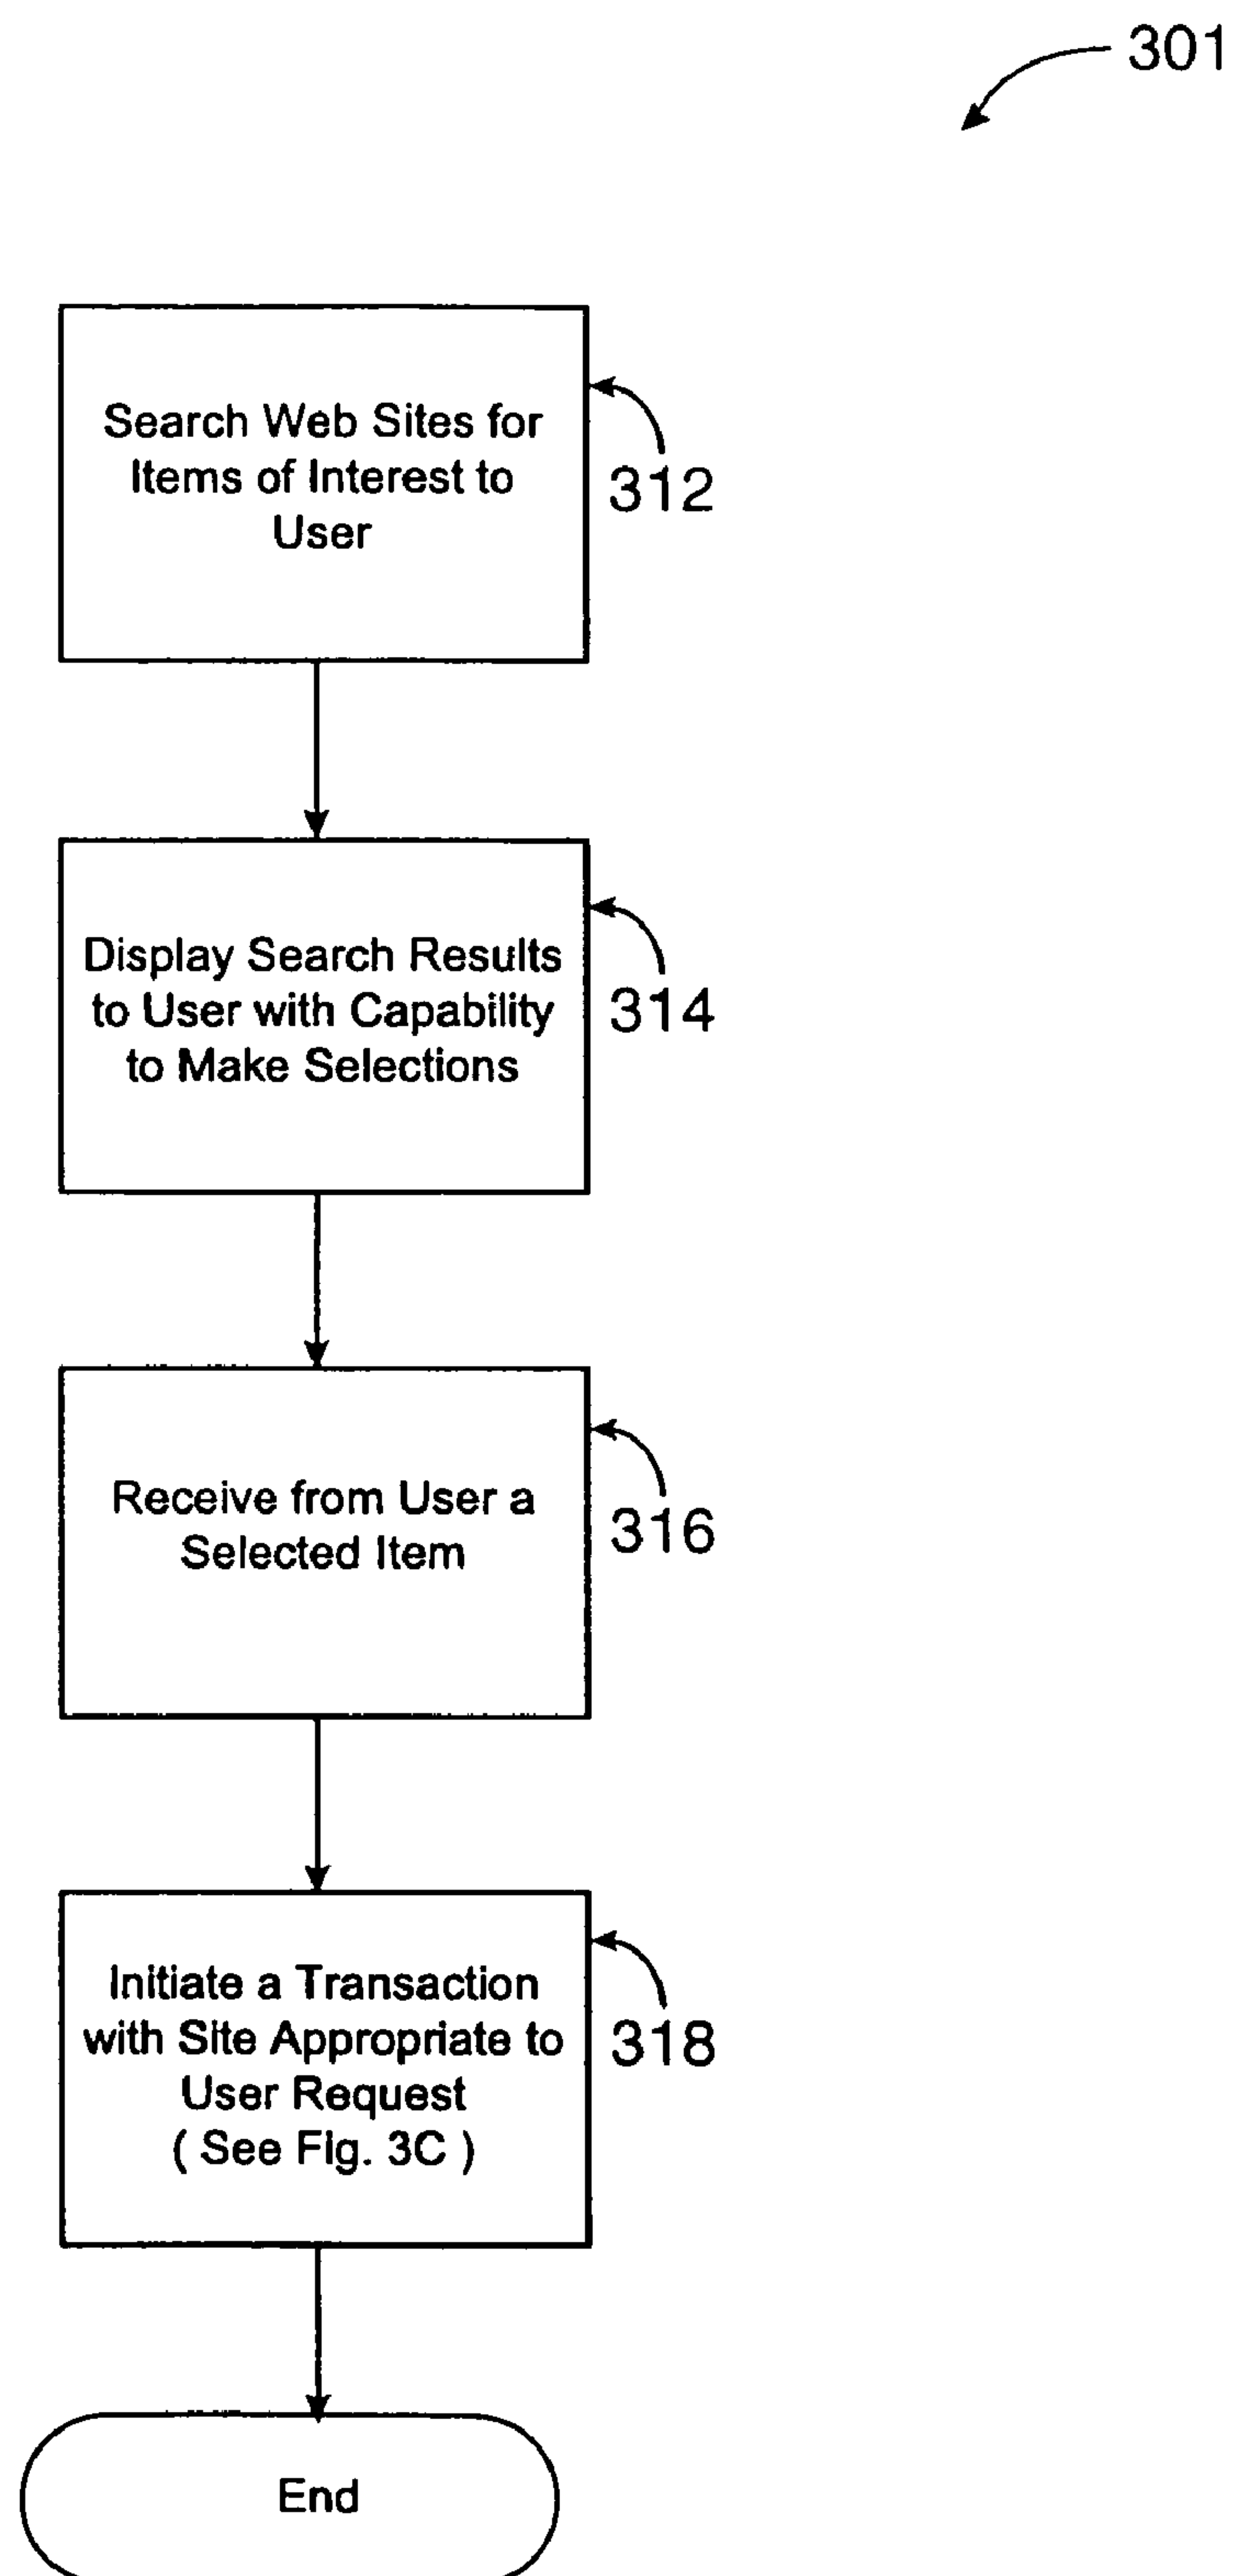 301
Search Web Sites for
Items of Interest to
User
312
Display Search Results
to User with Capability
to Make Selections
314
Receive from User a
Selected Item
316
Initiate a Transaction
with Site Appropriate to
User Request
( See Fig. 3C )
318
End